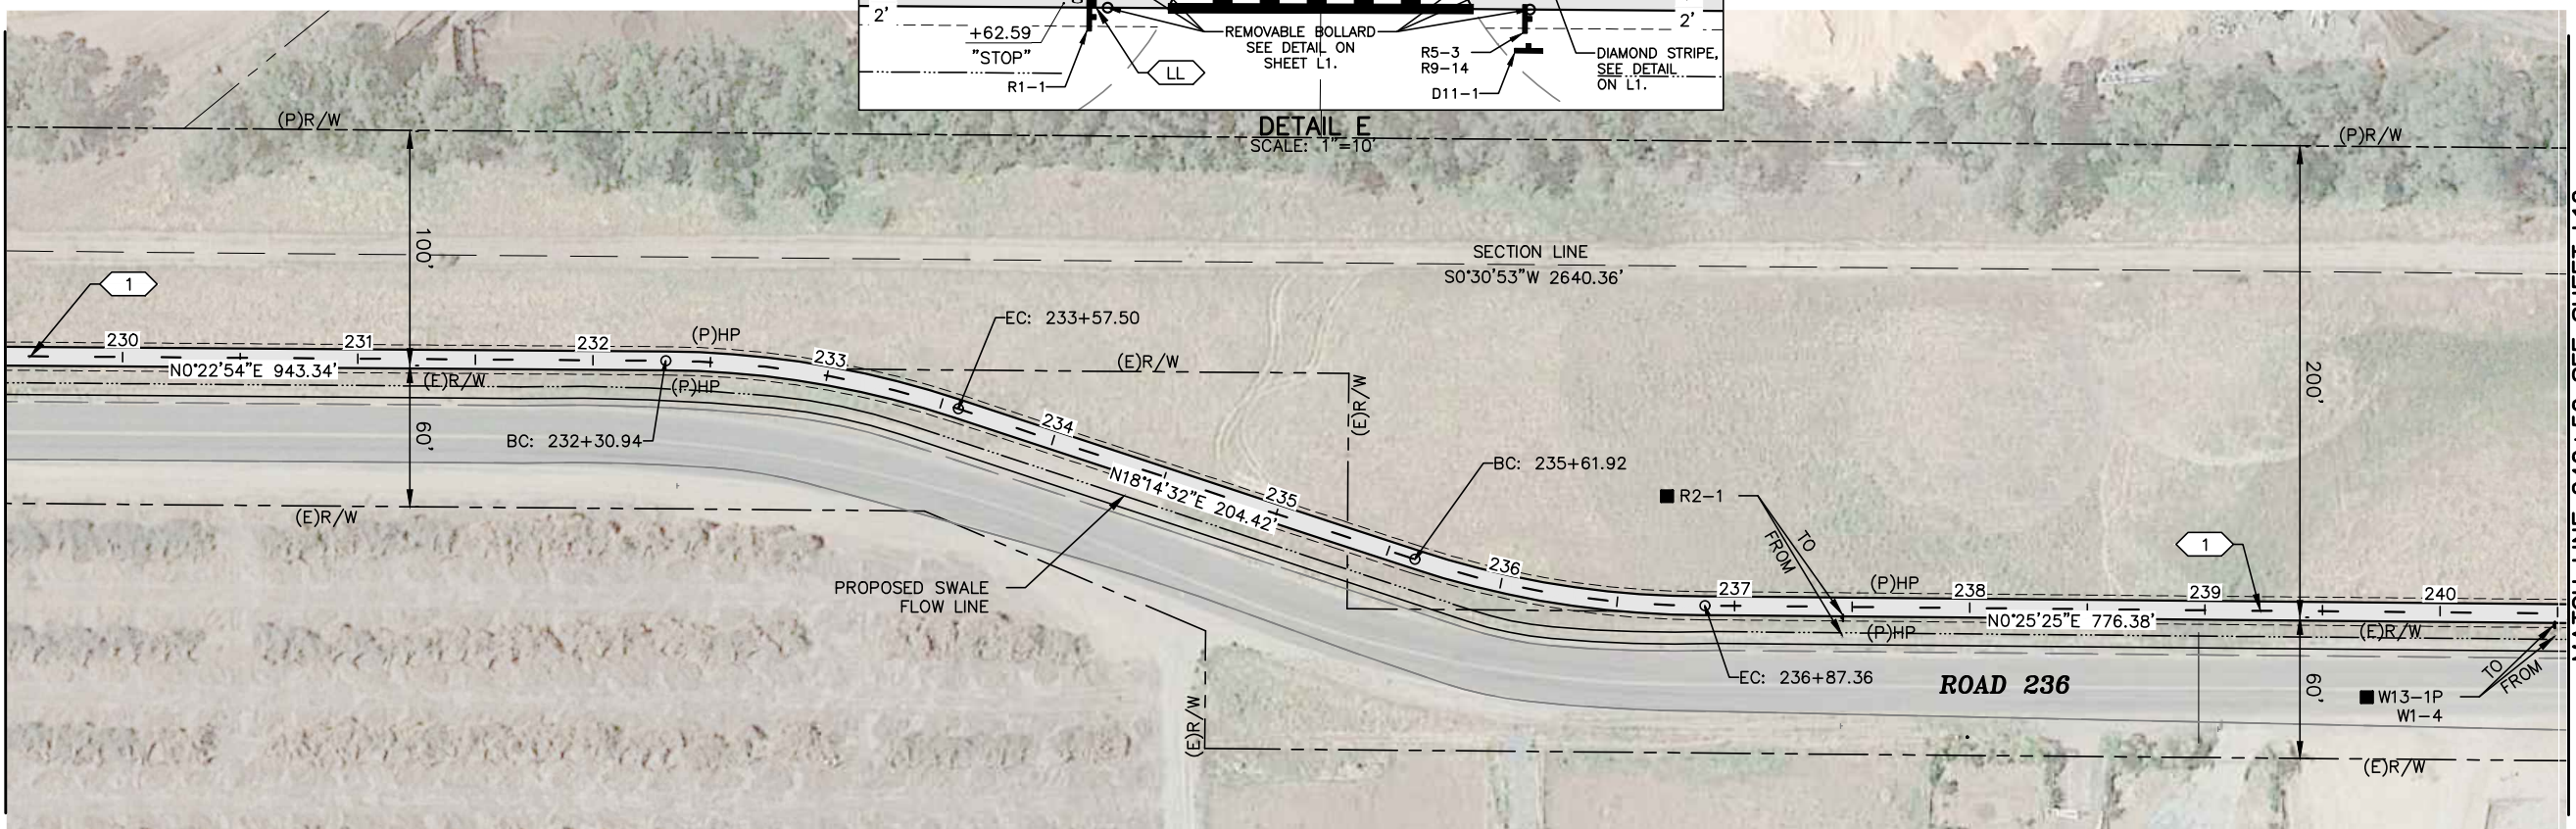 2'
+62.59
"STOP"
R1-1
LL
REMOVABLE BOLLARD
SEE DETAIL ON
SHEET L1.
R5-3
R9-14
D11-1
2'
DIAMOND STRIPE,
SEE DETAIL
ON L1.
DETAIL E
SCALE: 1"=10'
(P)R/W
(P)R/W
100'
SECTION LINE
S0°30'53"W 2640.36'
1
EC: 233+57.50
230
231
232
(P)HP
233
(E)R/W
(E)R/W
200'
N0°22'54"E 943.34'
(E)R/W
(P)HP
60'
BC: 232+30.94
234
N18°14'32"E 204.42'
235
BC: 235+61.92
R2-1
TO
FROM
(E)R/W
PROPOSED SWALE
FLOW LINE
236
237
(P)HP
238
1
239
240
N0°25'25"E 776.38'
(P)HP
(E)R/W
EC: 236+87.36
ROAD 236
60'
TO
FROM
W13-1P
W1-4
(E)R/W
(E)R/W